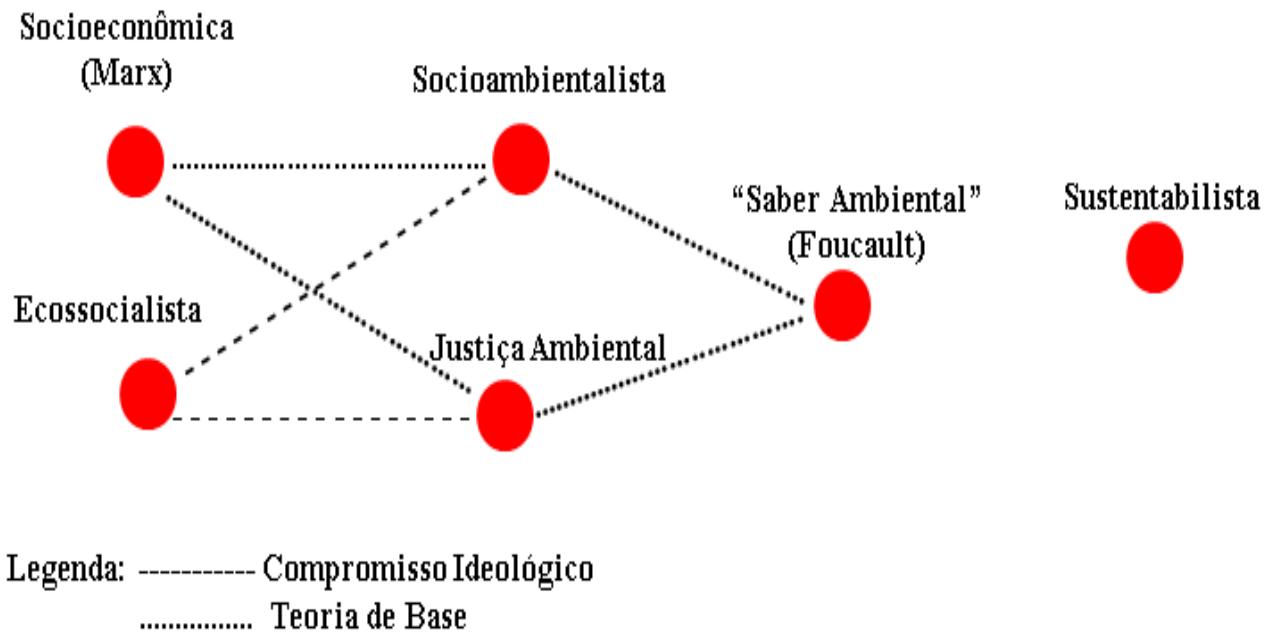 Socioeconômica
(Marx)
Socioambientalista
“Saber Ambiental”
(Foucault)
Sustentabilista
Ecossocialista
Justiça Ambiental
Legenda: ----------- Compromisso Ideológico
................ Teoria de Base